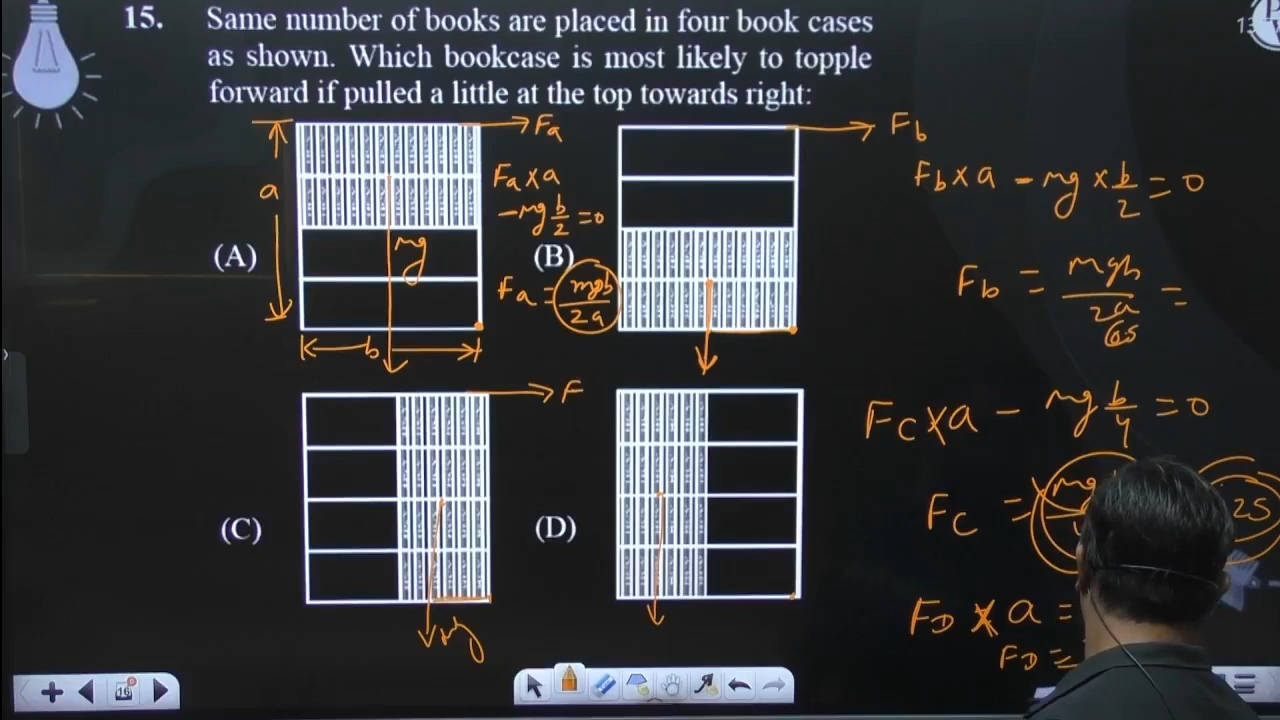 15. Same number of books are placed in four book cases
as shown. Which bookcase is most likely to topple
forward if pulled a little at the top towards right:
Fa
Fb
a
Fa × a
- mg b/2 = 0
Fb × a - mg × b/2 = 0
(A)
mg
(B)
Fa = mgb/2a
Fb = mgb/2a =
b
F
Fc × a - mg b/4 = 0
(C)
(D)
Fc =
mg
FD × a =
FD =